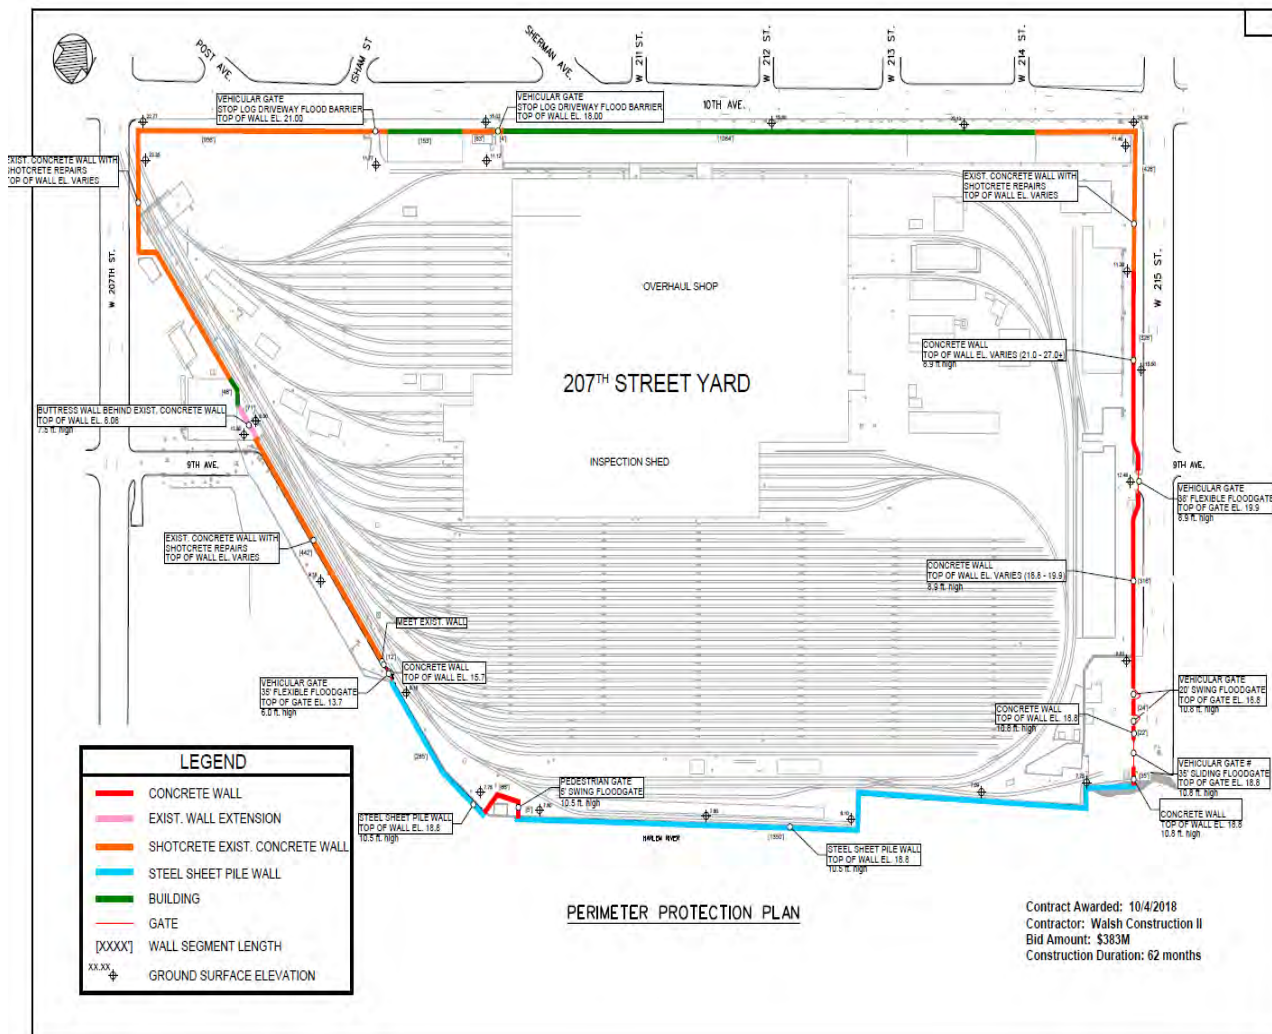 POST AVE.
ISHAM ST
SHERMAN AVE.
W 211 ST.
W 212 ST.
W 213 ST.
W 214 ST.
10TH AVE.
VEHICULAR GATE
STOP LOG DRIVEWAY FLOOD BARRIER
TOP OF WALL EL. 21.00
VEHICULAR GATE
STOP LOG DRIVEWAY FLOOD BARRIER
TOP OF WALL EL. 18.00
EXIST. CONCRETE WALL WITH
SHOTCRETE REPAIRS
TOP OF WALL EL. VARIES
EXIST. CONCRETE WALL WITH
SHOTCRETE REPAIRS
TOP OF WALL EL. VARIES
W 207TH ST.
W 215 ST.
OVERHAUL SHOP
CONCRETE WALL
TOP OF WALL EL. VARIES (21.0 - 27.0±)
8.9 ft. high
207TH STREET YARD
BUTTRESS WALL BEHIND EXIST. CONCRETE WALL
TOP OF WALL EL. 8.08
7.5 ft. high
INSPECTION SHED
9TH AVE.
9TH AVE.
VEHICULAR GATE
38' FLEXIBLE FLOODGATE
TOP OF GATE EL. 19.9
8.9 ft. high
EXIST. CONCRETE WALL WITH
SHOTCRETE REPAIRS
TOP OF WALL EL. VARIES
[442']
CONCRETE WALL
TOP OF WALL EL. VARIES (18.8 - 19.9)
8.9 ft. high
[316']
MEET EXIST. WALL
[12']
CONCRETE WALL
TOP OF WALL EL. 15.7
VEHICULAR GATE
35' FLEXIBLE FLOODGATE
TOP OF GATE EL. 13.7
6.0 ft. high
VEHICULAR GATE
20' SWING FLOODGATE
TOP OF GATE EL. 18.8
10.8 ft. high
[24']
CONCRETE WALL
TOP OF WALL EL. 18.8
10.8 ft. high
[22']
VEHICULAR GATE #
35' SLIDING FLOODGATE
TOP OF GATE EL. 18.8
10.8 ft. high
[35']
PEDESTRIAN GATE
5' SWING FLOODGATE
10.5 ft. high
CONCRETE WALL
TOP OF WALL EL. 18.8
10.8 ft. high
STEEL SHEET PILE WALL
TOP OF WALL EL. 18.8
10.5 ft. high
HARLEM RIVER
[1550']
STEEL SHEET PILE WALL
TOP OF WALL EL. 18.8
10.5 ft. high
LEGEND
CONCRETE WALL
EXIST. WALL EXTENSION
SHOTCRETE EXIST. CONCRETE WALL
STEEL SHEET PILE WALL
BUILDING
GATE
[XXXX'] WALL SEGMENT LENGTH
XX.XX GROUND SURFACE ELEVATION
PERIMETER PROTECTION PLAN
Contract Awarded: 10/4/2018
Contractor: Walsh Construction II
Bid Amount: $383M
Construction Duration: 62 months